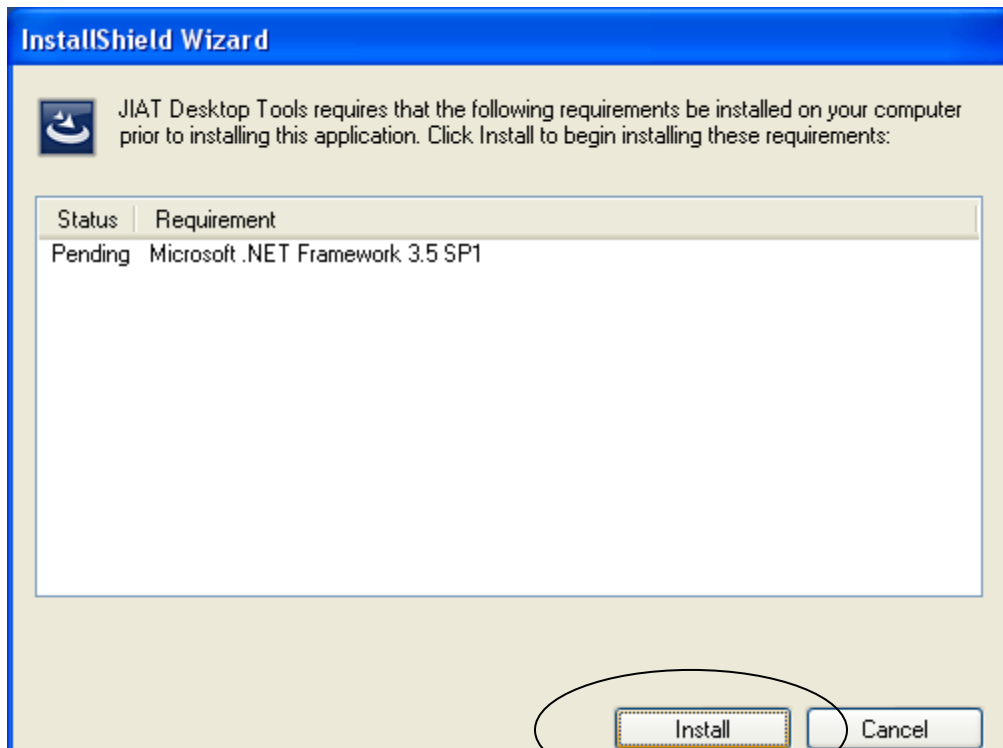 InstallShield Wizard
JIAT Desktop Tools requires that the following requirements be installed on your computer
prior to installing this application. Click Install to begin installing these requirements:
Status Requirement
Pending Microsoft .NET Framework 3.5 SP1
Install Cancel